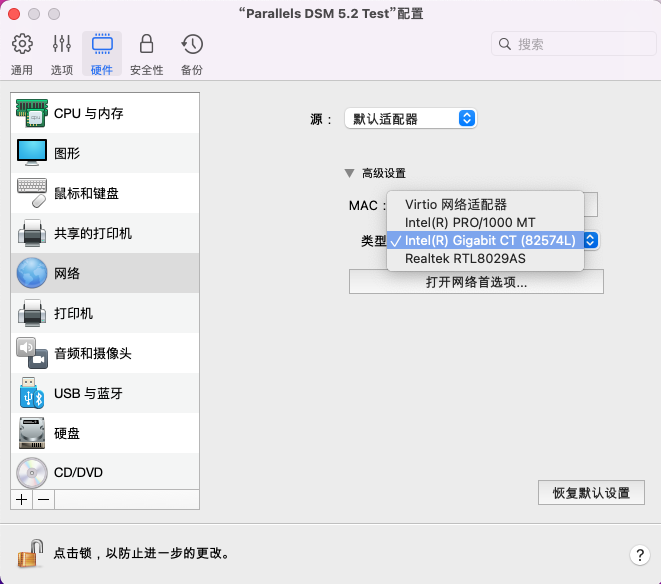 “Parallels DSM 5.2 Test”配置
通用 选项 硬件 安全性 备份
搜索
CPU 与内存
图形
鼠标和键盘
共享的打印机
网络
打印机
音频和摄像头
USB 与蓝牙
硬盘
CD/DVD
源：
默认适配器
高级设置
MAC：
类型
Virtio 网络适配器
Intel(R) PRO/1000 MT
✓ Intel(R) Gigabit CT (82574L)
Realtek RTL8029AS
打开网络首选项...
恢复默认设置
点击锁，以防止进一步的更改。
?